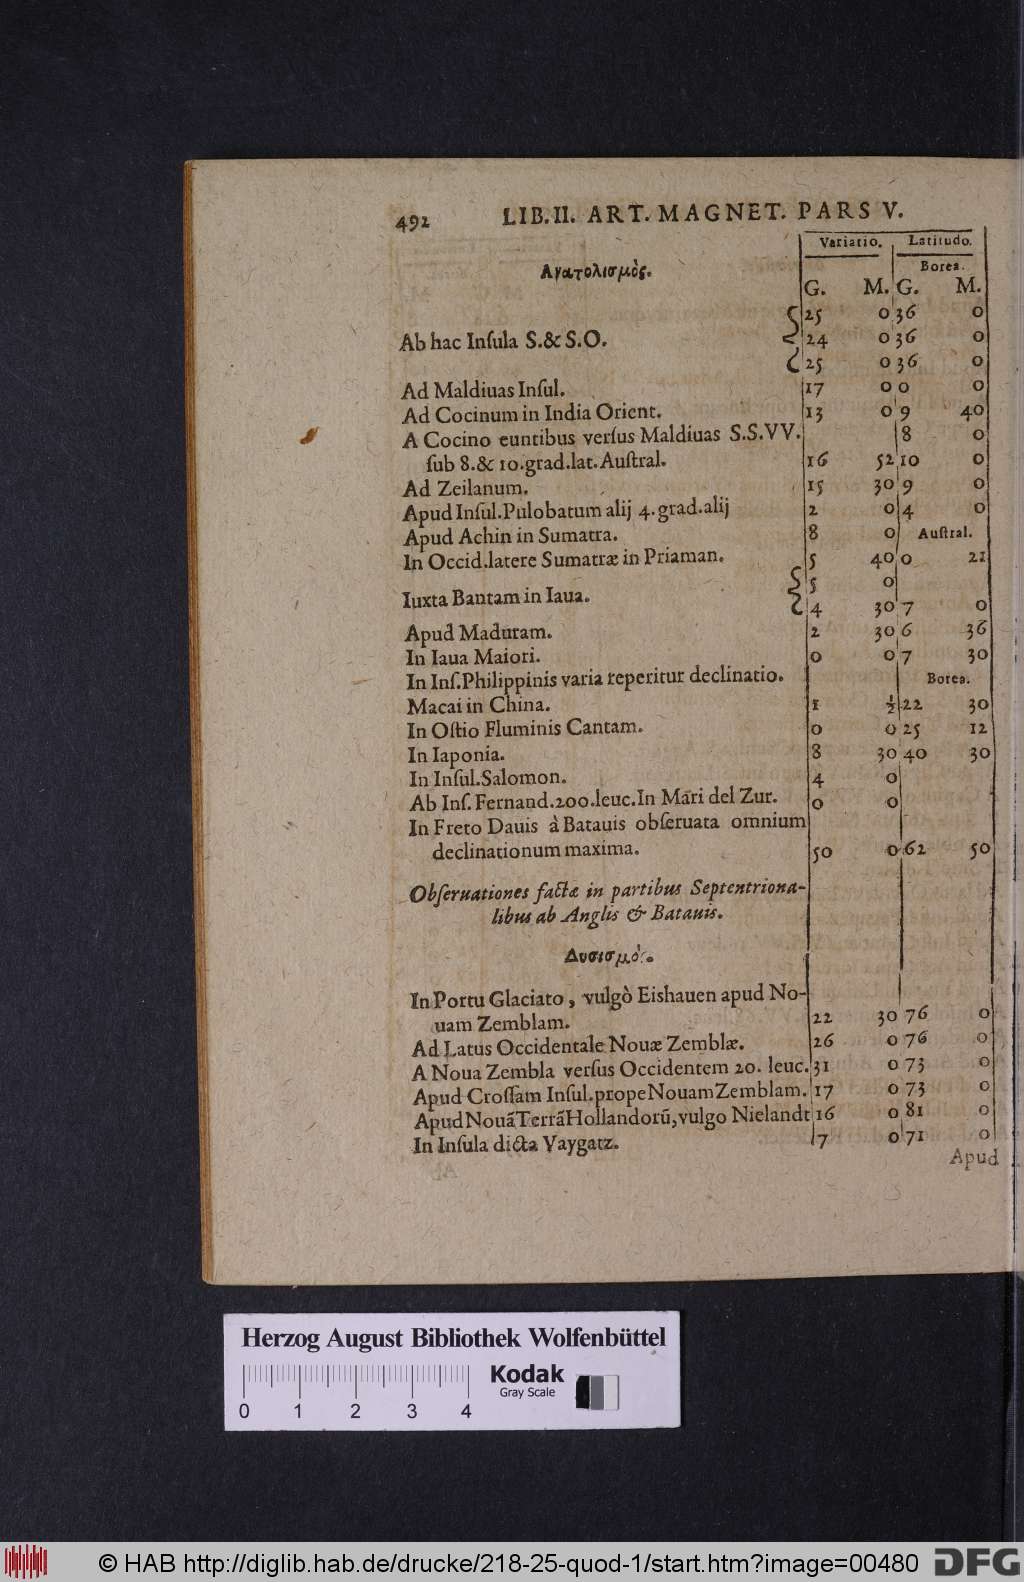 492 LIB. II. ART. MAGNET. PARS V.
Variatio. Latitudo.
Ανατολισμὸς. Borea.
G. M. G. M.
25 0 36 0
Ab hac Inſula S. & S.O. 24 0 36 0
25 0 36 0
Ad Maldiuas Inſul. 17 0 0 0
Ad Cocinum in India Orient. 13 0 9 40
A Cocino euntibus verſus Maldiuas S.S.VV. 8 0
ſub 8. & 10. grad. lat. Auſtral. 16 52 10 0
Ad Zeilanum. 15 30 9 0
Apud Inſul. Pulobatum alij 4. grad. alij 2 0 4 0
Apud Achin in Sumatra. 8 0 Auſtral.
In Occid. latere Sumatræ in Priaman. 5 40 0 21
5 0
Iuxta Bantam in Iaua. 4 30 7 0
Apud Maduram. 2 30 6 36
In Iaua Maiori. 0 0 7 30
In Inſ. Philippinis varia reperitur declinatio. Borea.
Macai in China. 1 ½ 22 30
In Oſtio Fluminis Cantam. 0 0 25 12
In Iaponia. 8 30 40 30
In Inſul. Salomon. 4 0
Ab Inſ. Fernand. 200. leuc. In Mari del Zur. 0 0
In Freto Dauis à Batauis obſeruata omnium
declinationum maxima. 50 0 62 50
Obſeruationes factæ in partibus Septentriona-
libus ab Anglis & Batauis.
Δυσισμὸς.
In Portu Glaciato, vulgò Eishauen apud No-
uam Zemblam. 22 30 76 0
Ad Latus Occidentale Nouæ Zemblæ. 26 0 76 0
A Noua Zembla verſus Occidentem 20. leuc. 31 0 73 0
Apud Croſſam Inſul. prope Nouam Zemblam. 17 0 73 0
Apud Nouã Terrã Hollandorũ, vulgo Nielandt 16 0 81 0
In Inſula dicta Vaygatz. 7 0 71 0
Apud
Herzog August Bibliothek Wolfenbüttel
Kodak
Gray Scale
0 1 2 3 4
© HAB http://diglib.hab.de/drucke/218-25-quod-1/start.htm?image=00480 DFG